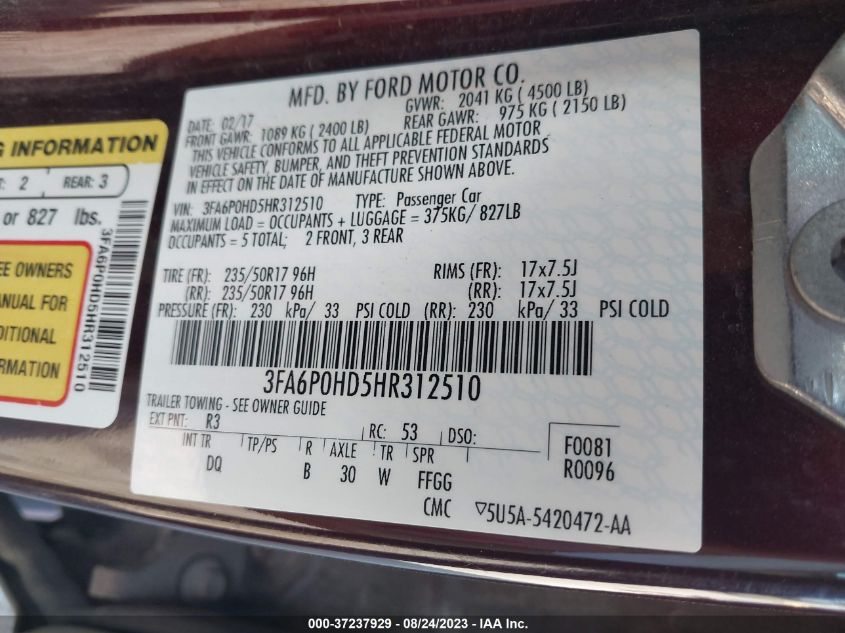 MFD. BY FORD MOTOR CO.
DATE: 02/17 GVWR: 2041 KG ( 4500 LB)
FRONT GAWR: 1089 KG ( 2400 LB) REAR GAWR: 975 KG ( 2150 LB)
THIS VEHICLE CONFORMS TO ALL APPLICABLE FEDERAL MOTOR
VEHICLE SAFETY, BUMPER, AND THEFT PREVENTION STANDARDS
IN EFFECT ON THE DATE OF MANUFACTURE SHOWN ABOVE.
VIN: 3FA6P0HD5HR312510 TYPE: Passenger Car
MAXIMUM LOAD = OCCUPANTS + LUGGAGE = 375KG/ 827LB
OCCUPANTS = 5 TOTAL; 2 FRONT, 3 REAR
TIRE (FR): 235/50R17 96H RIMS (FR): 17x7.5J
(RR): 235/50R17 96H (RR): 17x7.5J
PRESSURE (FR): 230 kPa/ 33 PSI COLD (RR): 230 kPa/ 33 PSI COLD
3FA6P0HD5HR312510
TRAILER TOWING - SEE OWNER GUIDE
EXT PNT: R3 RC: 53 DSO: F0081
INT TR TP/PS R AXLE TR SPR R0096
DQ B 30 W FFGG
CMC ▽5U5A-5420472-AA
INFORMATION
2 REAR: 3
or 827 lbs.
OWNERS
FOR
3FA6P0HD5HR312510
000-37237929 - 08/24/2023 - IAA Inc.